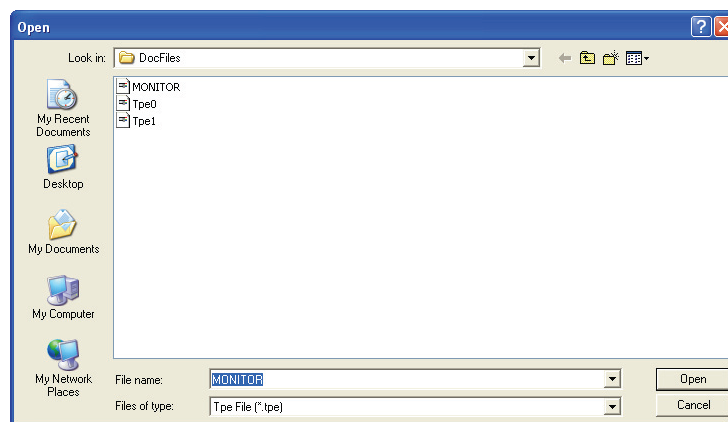 Open
Look in: DocFiles
MONITOR
Tpe0
Tpe1
My Recent
Documents
Desktop
My Documents
My Computer
My Network
Places
File name: MONITOR Open
Files of type: Tpe File (*.tpe) Cancel